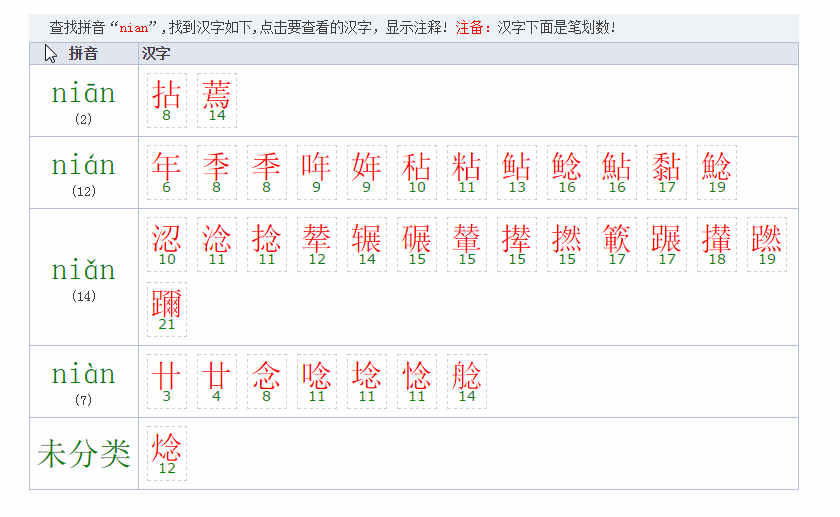 查找拼音“nian”,找到汉字如下,点击要查看的汉字，显示注释! 注备：汉字下面是笔划数!
拼音 汉字
niān 拈 蔫
(2) 8 14
nián 年 秊 秊 哖 姩 秥 粘 鲇 鲶 鮎 黏 鯰
(12) 6 8 8 9 9 10 11 13 16 16 17 19
niǎn 涊 淰 捻 辇 辗 碾 輦 撵 撚 簐 蹍 攆 蹨
10 11 11 12 14 15 15 15 15 17 17 18 19
(14) 躎
21
niàn 廿 廿 念 唸 埝 惗 艌
(7) 3 4 8 11 11 11 14
未分类 焾
12